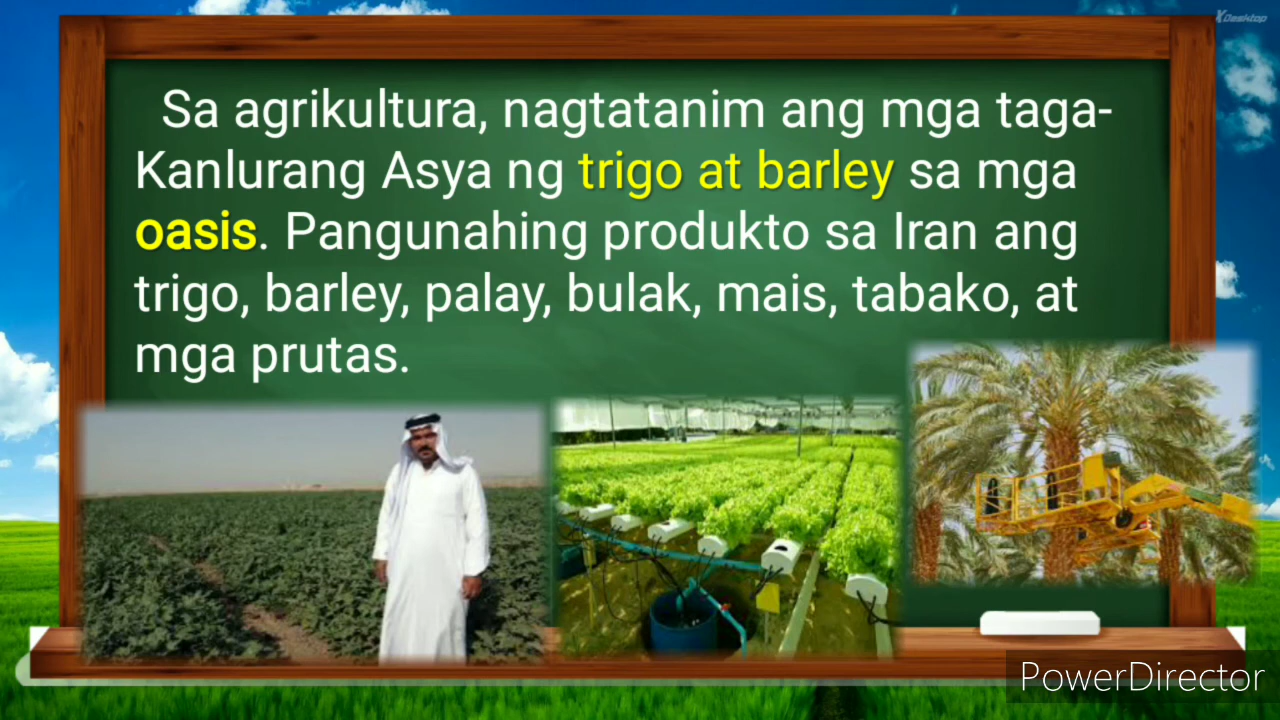 XDesktop
Sa agrikultura, nagtatanim ang mga taga-
Kanlurang Asya ng trigo at barley sa mga
oasis. Pangunahing produkto sa Iran ang
trigo, barley, palay, bulak, mais, tabako, at
mga prutas.
PowerDirector